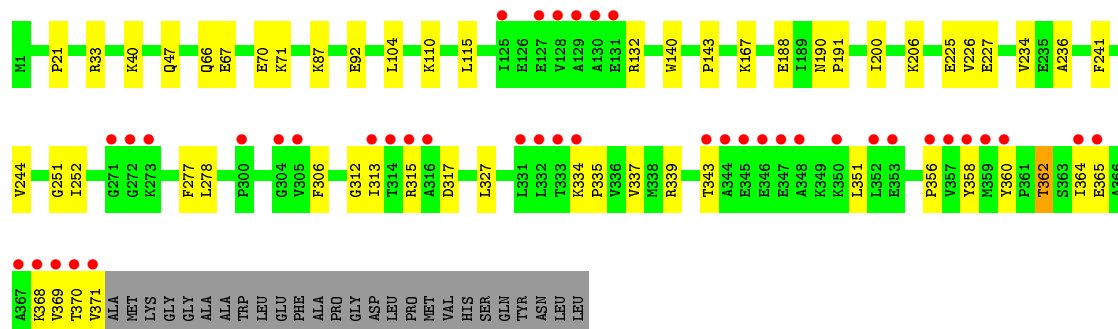 M1 P21 R33 K40 Q47 Q66 E67 E70 K71 K87 E92 L104 K110 L115 I125 E126 E127 V128 A129 A130 E131 R132 W140 P143 K167 E188 I189 N190 P191 I200 K206 E225 V226 E227 V234 E235 A236 F241
V244 G251 I252 G271 G272 K273 F277 L278 P300 G304 V305 F306 G312 I313 T314 R315 A316 D317 L327 L331 L332 T333 K334 P335 V336 V337 M338 R339 T343 A344 E345 E346 E347 A348 K349 K350 L351 L352 E353 P356 V357 Y358 M359 Y360 P361 T362 S363 I364 E365
A367 K368 V369 T370 V371 ALA MET LYS GLY GLY ALA ALA TRP LEU GLU PHE ALA PRO GLY ASP LEU PRO MET VAL HIS SER GLN TYR ASN LEU LEU